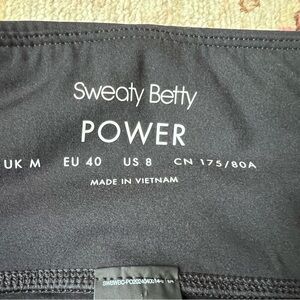 Sweaty Betty
POWER
UK M EU 40 US 8 CN 175/80A
MADE IN VIETNAM